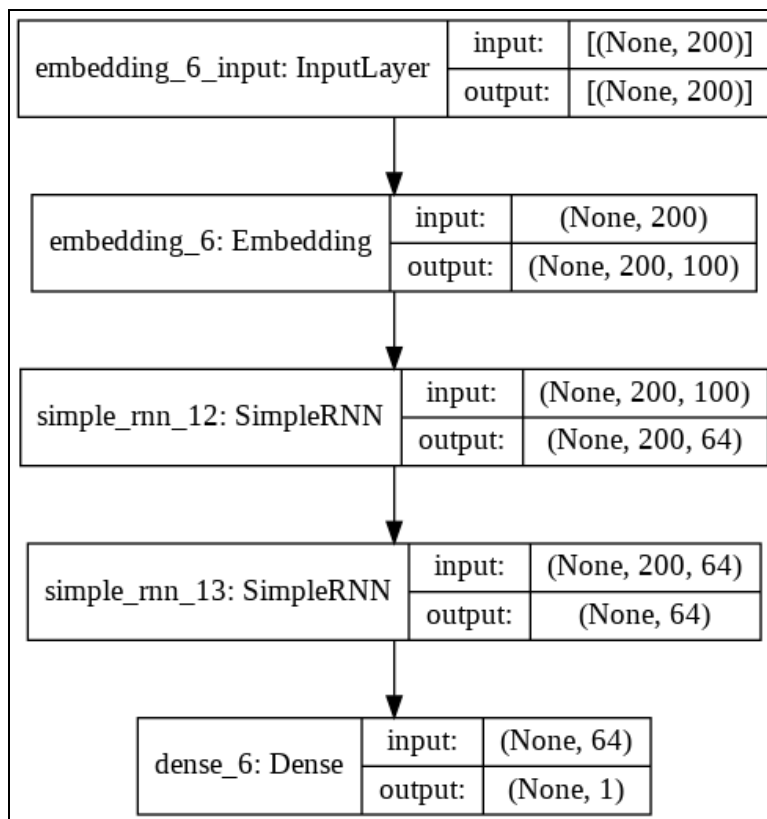 embedding_6_input: InputLayer
input:
[(None, 200)]
output:
[(None, 200)]
embedding_6: Embedding
input:
(None, 200)
output:
(None, 200, 100)
simple_rnn_12: SimpleRNN
input:
(None, 200, 100)
output:
(None, 200, 64)
simple_rnn_13: SimpleRNN
input:
(None, 200, 64)
output:
(None, 64)
dense_6: Dense
input:
(None, 64)
output:
(None, 1)